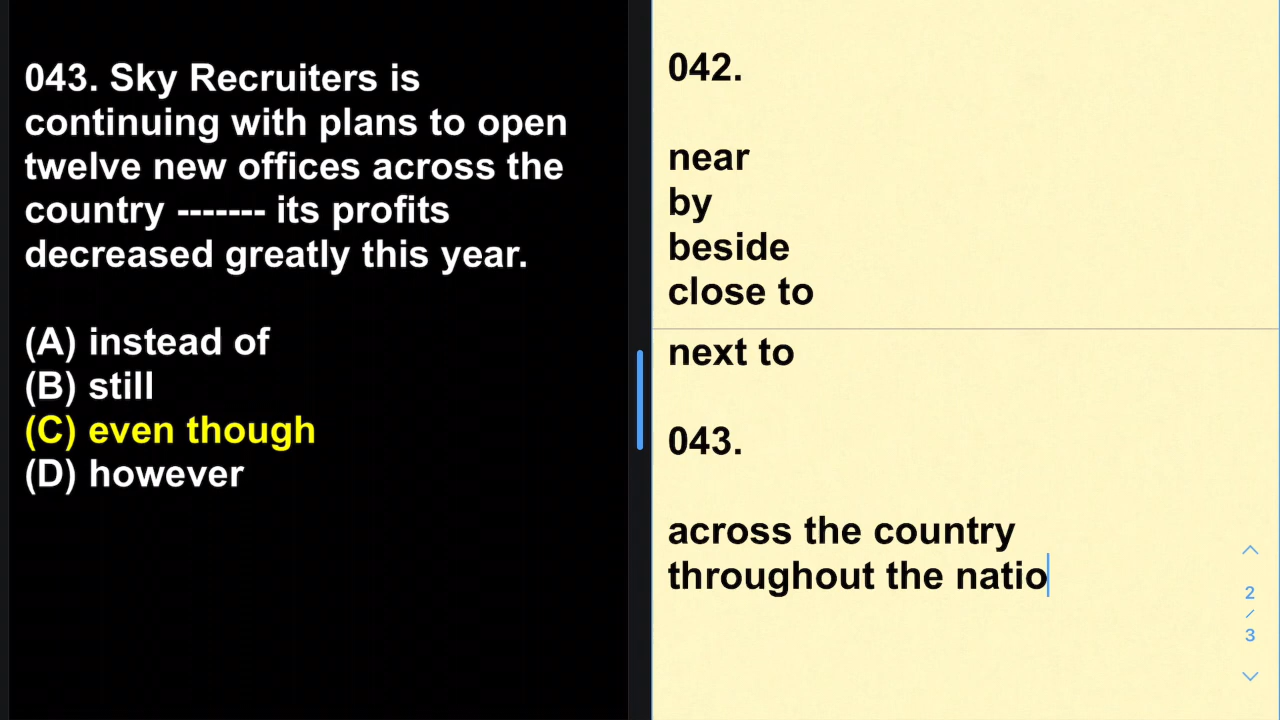 043. Sky Recruiters is
continuing with plans to open
twelve new offices across the
country ------- its profits
decreased greatly this year.
(A) instead of
(B) still
(C) even though
(D) however
042.
near
by
beside
close to
next to
043.
across the country
throughout the natio
2
/
3